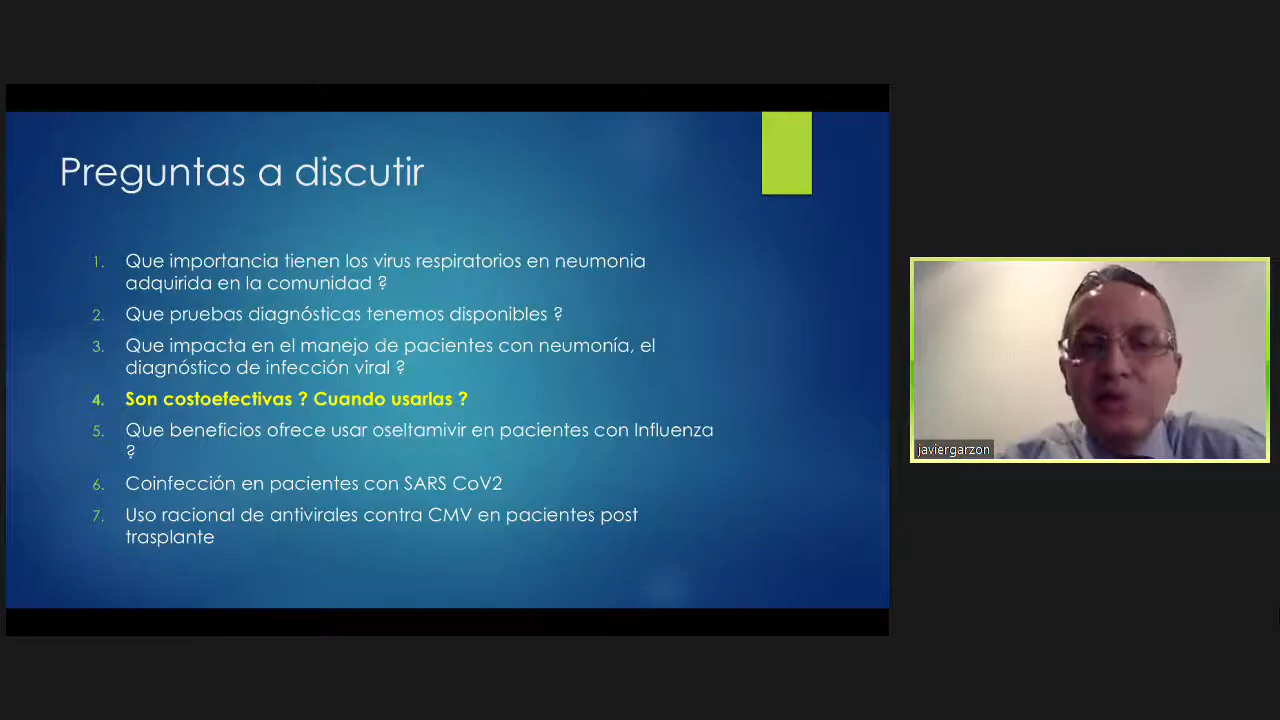 Preguntas a discutir
1. Que importancia tienen los virus respiratorios en neumonia
adquirida en la comunidad ?
2. Que pruebas diagnósticas tenemos disponibles ?
3. Que impacta en el manejo de pacientes con neumonía, el
diagnóstico de infección viral ?
4. Son costoefectivas ? Cuando usarlas ?
5. Que beneficios ofrece usar oseltamivir en pacientes con Influenza
?
6. Coinfección en pacientes con SARS CoV2
7. Uso racional de antivirales contra CMV en pacientes post
trasplante
javiergarzon